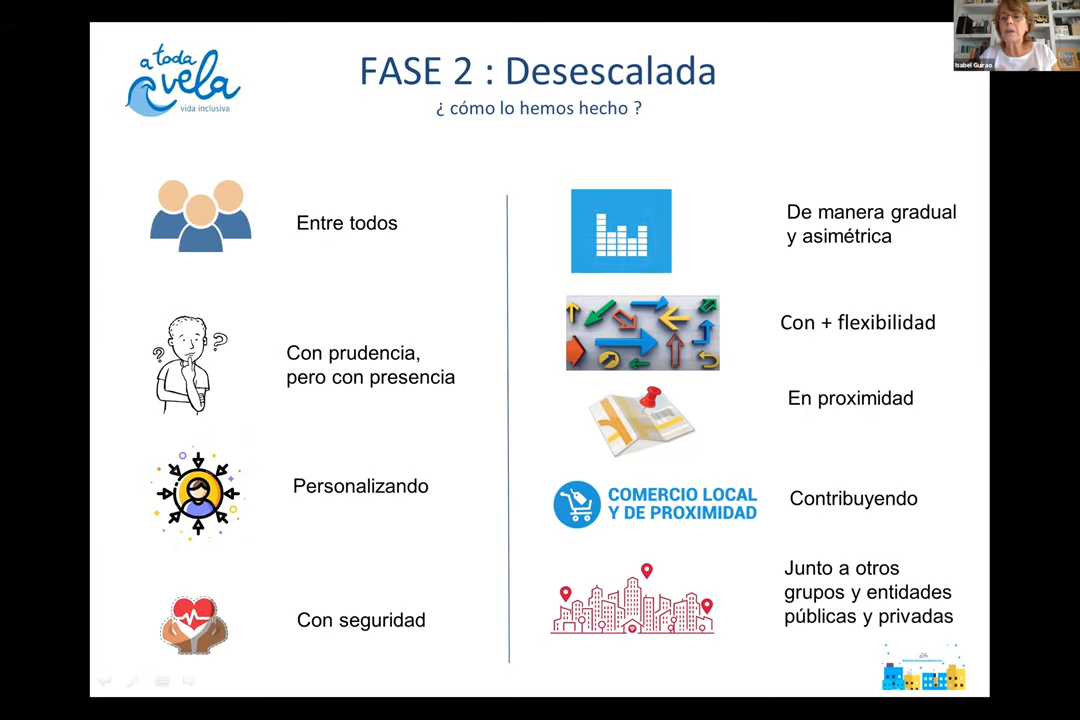 a toda
vela
vida inclusiva
FASE 2 : Desescalada
¿ cómo lo hemos hecho ?
Isabel Guirao
Entre todos
Con prudencia,
pero con presencia
Personalizando
Con seguridad
De manera gradual
y asimétrica
Con + flexibilidad
En proximidad
COMERCIO LOCAL
Y DE PROXIMIDAD
Contribuyendo
Junto a otros
grupos y entidades
públicas y privadas